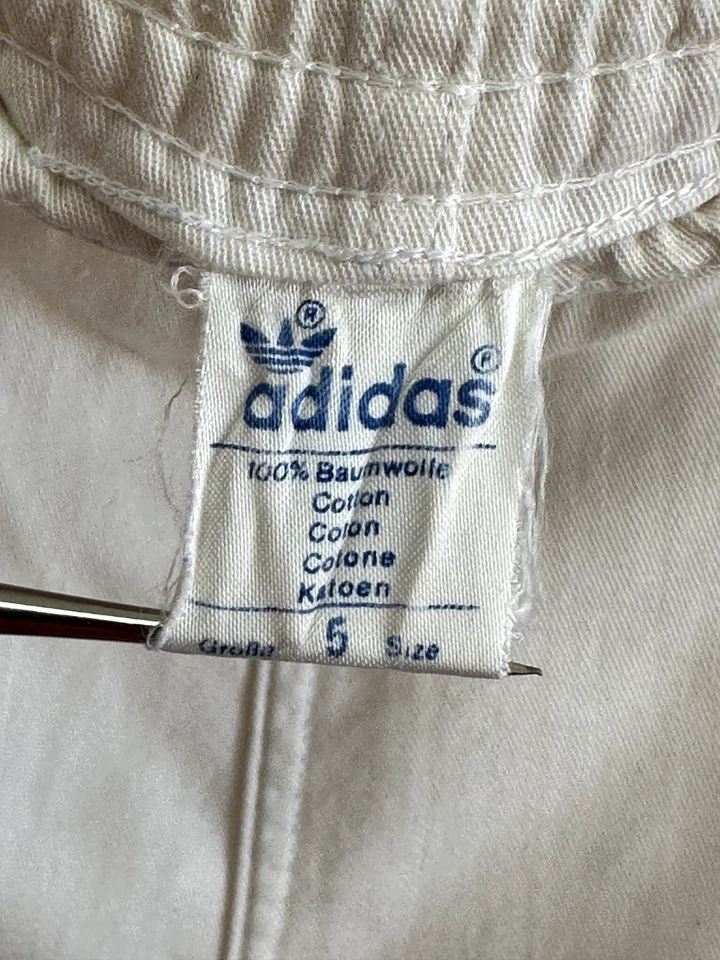 ®
adidas®
100% Baumwolle
Cotton
Coton
Cotone
Katoen
Größe 5 Size